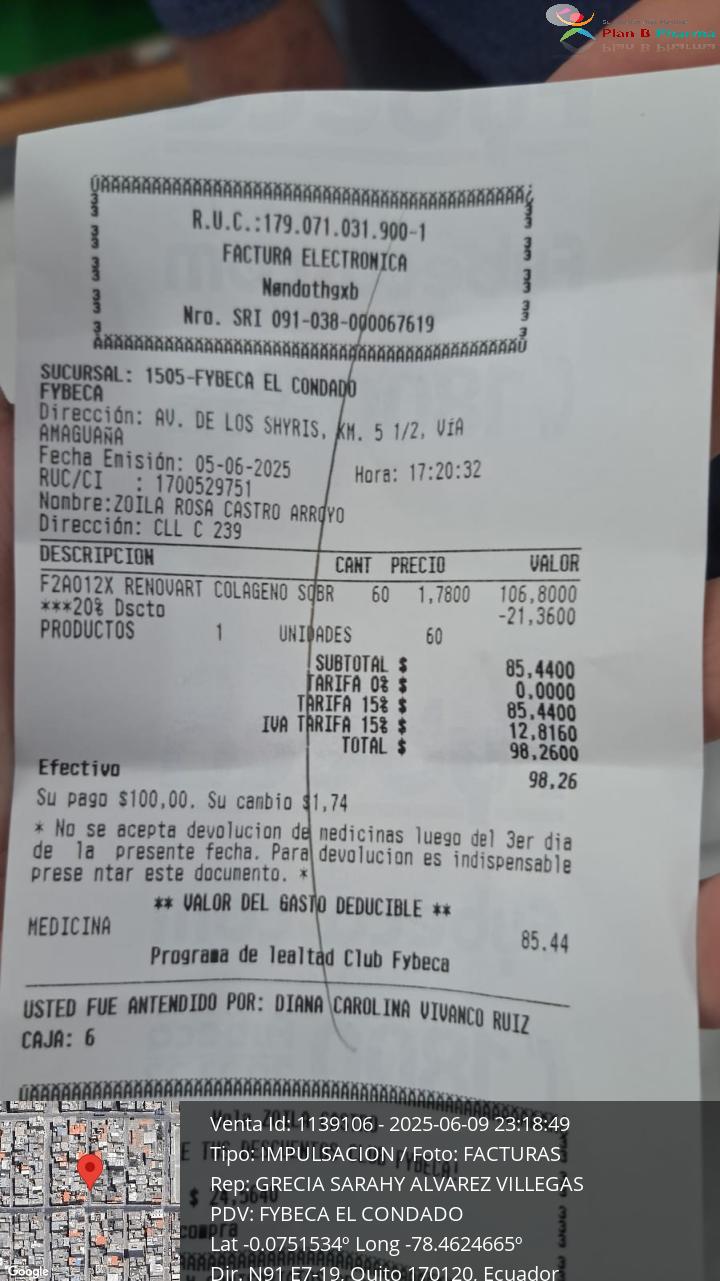 Plan B Pharma
R.U.C.:179.071.031.900-1
FACTURA ELECTRONICA
Nandothgxb
Nro. SRI 091-038-000067619
SUCURSAL: 1505-FYBECA EL CONDADO
FYBECA
Dirección: AV. DE LOS SHYRIS, KM. 5 1/2, VíA
AMAGUAñA
Fecha Emisión: 05-06-2025 Hora: 17:20:32
RUC/CI : 1700529751
Nombre:ZOILA ROSA CASTRO ARROYO
Dirección: CLL C 239
DESCRIPCION CANT PRECIO VALOR
F2A012X RENOVART COLAGENO SOBR 60 1,7800 106,8000
***20% Dscto -21,3600
PRODUCTOS 1 UNIDADES 60
SUBTOTAL $ 85,4400
TARIFA 0% $ 0.0000
TARIFA 15% $ 85,4400
IVA TARIFA 15% $ 12,8160
TOTAL $ 98,2600
Efectivo 98,26
Su pago $100,00. Su cambio $1,74
* No se acepta devolucion de medicinas luego del 3er dia
de la presente fecha. Para devolucion es indispensable
prese ntar este documento. *
** VALOR DEL GASTO DEDUCIBLE **
MEDICINA 85.44
Programa de lealtad Club Fybeca
USTED FUE ANTENDIDO POR: DIANA CAROLINA VIVANCO RUIZ
CAJA: 6
Venta Id: 1139106 - 2025-06-09 23:18:49
Tipo: IMPULSACION / Foto: FACTURAS
Rep: GRECIA SARAHY ALVAREZ VILLEGAS
PDV: FYBECA EL CONDADO
Lat -0.0751534º Long -78.4624665º
Dir. N91 E7-19, Quito 170120, Ecuador
Google